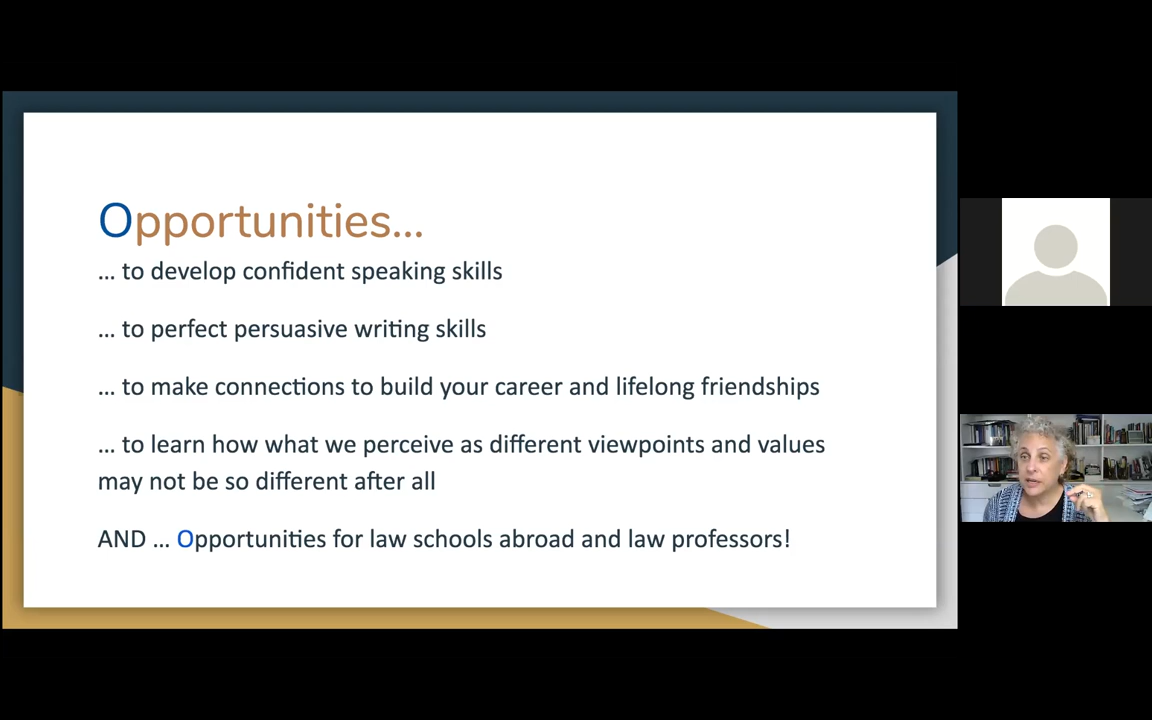 Opportunities...
... to develop confident speaking skills
... to perfect persuasive writing skills
... to make connections to build your career and lifelong friendships
... to learn how what we perceive as different viewpoints and values
may not be so different after all
AND ... Opportunities for law schools abroad and law professors!